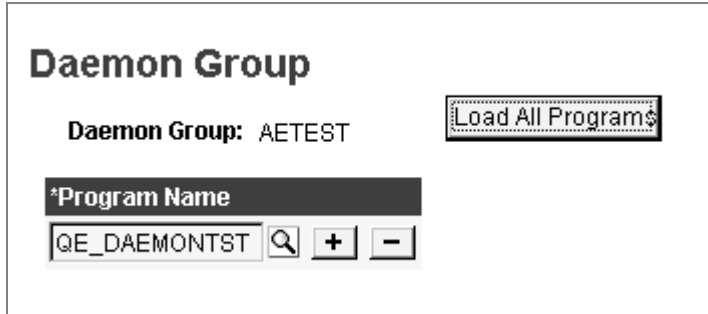 Daemon Group
Daemon Group: AETEST
Load All Programs
*Program Name
QE_DAEMONTST + −